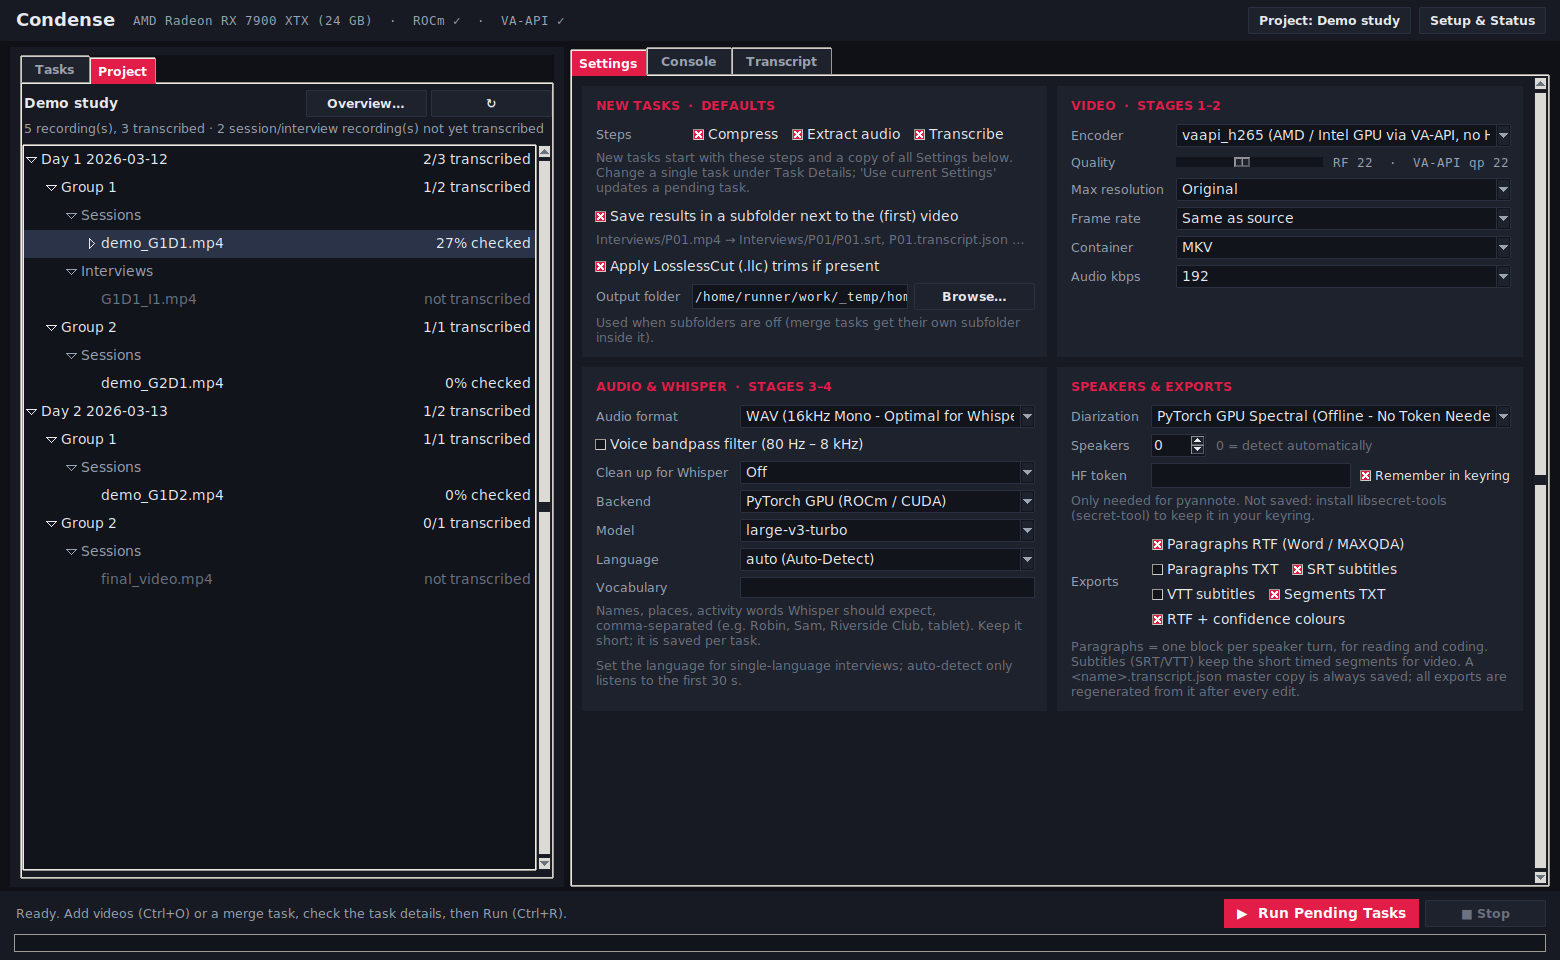 Condense AMD Radeon RX 7900 XTX (24 GB) · ROCm ✓ · VA-API ✓
Project: Demo study Setup & Status
Tasks Project
Demo study Overview... ↻
5 recording(s), 3 transcribed · 2 session/interview recording(s) not yet transcribed
Day 1 2026-03-12 2/3 transcribed
Group 1 1/2 transcribed
Sessions
demo_G1D1.mp4 27% checked
Interviews
G1D1_I1.mp4 not transcribed
Group 2 1/1 transcribed
Sessions
demo_G2D1.mp4 0% checked
Day 2 2026-03-13 1/2 transcribed
Group 1 1/1 transcribed
Sessions
demo_G1D2.mp4 0% checked
Group 2 0/1 transcribed
Sessions
final_video.mp4 not transcribed
Settings Console Transcript
NEW TASKS · DEFAULTS
Steps Compress Extract audio Transcribe
New tasks start with these steps and a copy of all Settings below.
Change a single task under Task Details; 'Use current Settings'
updates a pending task.
Save results in a subfolder next to the (first) video
Interviews/P01.mp4 → Interviews/P01/P01.srt, P01.transcript.json ...
Apply LosslessCut (.llc) trims if present
Output folder /home/runner/work/_temp/hom Browse...
Used when subfolders are off (merge tasks get their own subfolder
inside it).
VIDEO · STAGES 1–2
Encoder vaapi_h265 (AMD / Intel GPU via VA-API, no H
Quality RF 22 · VA-API qp 22
Max resolution Original
Frame rate Same as source
Container MKV
Audio kbps 192
AUDIO & WHISPER · STAGES 3–4
Audio format WAV (16kHz Mono - Optimal for Whispe
Voice bandpass filter (80 Hz – 8 kHz)
Clean up for Whisper Off
Backend PyTorch GPU (ROCm / CUDA)
Model large-v3-turbo
Language auto (Auto-Detect)
Vocabulary
Names, places, activity words Whisper should expect,
comma-separated (e.g. Robin, Sam, Riverside Club, tablet). Keep it
short; it is saved per task.
Set the language for single-language interviews; auto-detect only
listens to the first 30 s.
SPEAKERS & EXPORTS
Diarization PyTorch GPU Spectral (Offline - No Token Neede
Speakers 0 0 = detect automatically
HF token Remember in keyring
Only needed for pyannote. Not saved: install libsecret-tools
(secret-tool) to keep it in your keyring.
Exports
Paragraphs RTF (Word / MAXQDA)
Paragraphs TXT SRT subtitles
VTT subtitles Segments TXT
RTF + confidence colours
Paragraphs = one block per speaker turn, for reading and coding.
Subtitles (SRT/VTT) keep the short timed segments for video. A
<name>.transcript.json master copy is always saved; all exports are
regenerated from it after every edit.
Ready. Add videos (Ctrl+O) or a merge task, check the task details, then Run (Ctrl+R).
▶ Run Pending Tasks ■ Stop